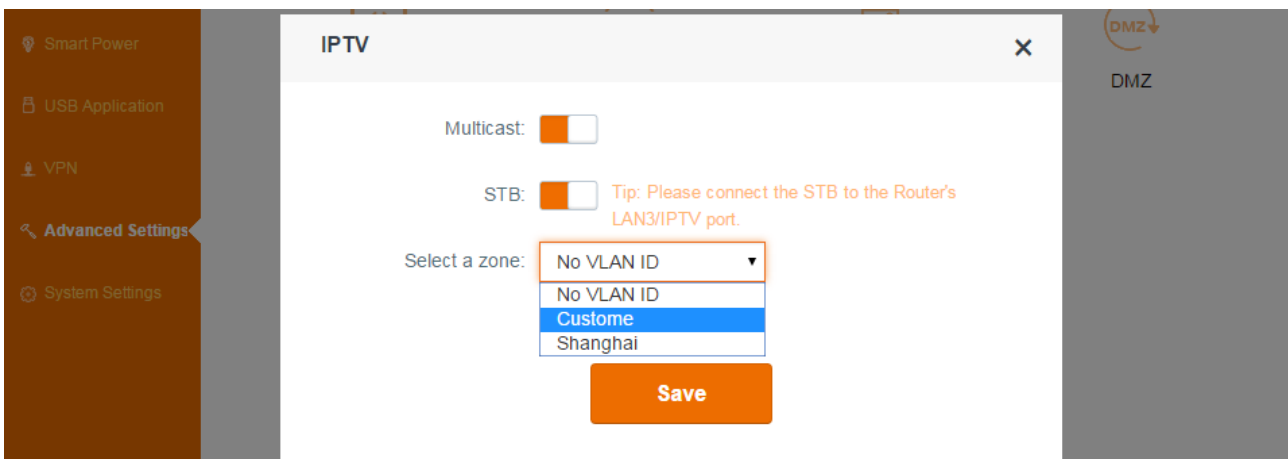 Smart Power
USB Application
VPN
Advanced Settings
System Settings
IPTV
Multicast:
STB:
Tip: Please connect the STB to the Router's
LAN3/IPTV port.
Select a zone:
No VLAN ID
No VLAN ID
Custome
Shanghai
Save
DMZ
DMZ